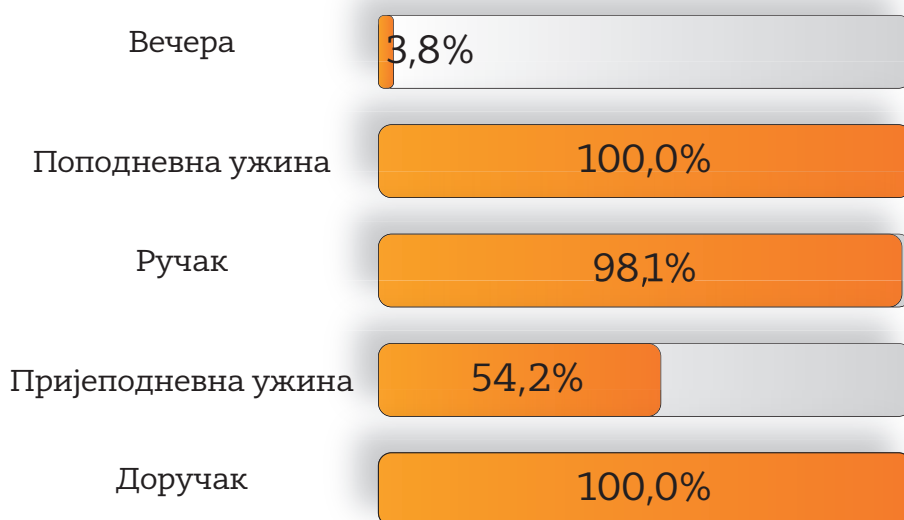 Вечера
3,8%
Поподневна ужина
100,0%
Ручак
98,1%
Пријеподневна ужина
54,2%
Доручак
100,0%